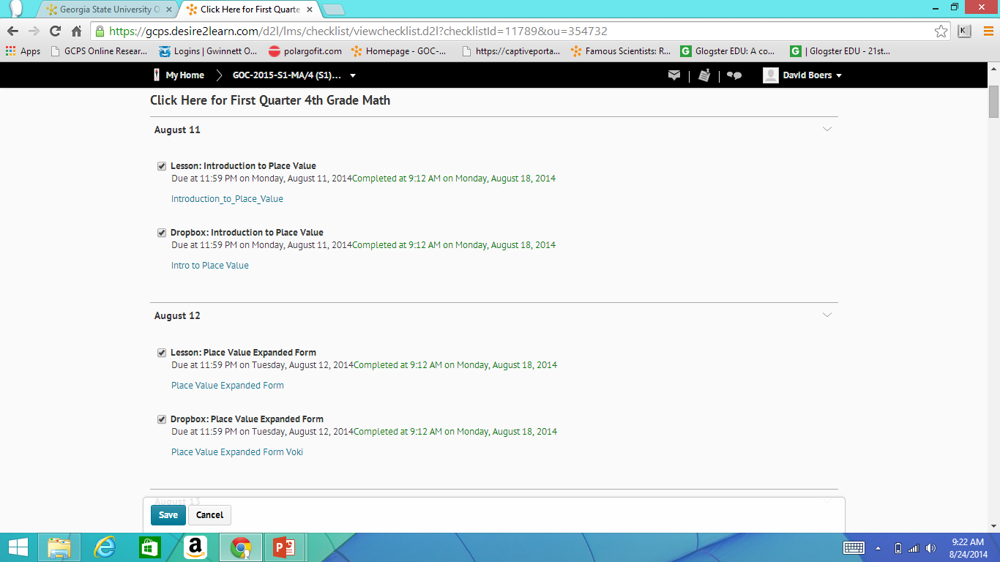 Georgia State University O
Click Here for First Quarte
https://gcps.desire2learn.com/d2l/lms/checklist/viewchecklist.d2l?checklistId=11789&ou=354732
K
Apps
GCPS Online Resear...
Logins | Gwinnett O...
polargofit.com
Homepage - GOC-...
https://captiveporta...
Famous Scientists: R...
G
Glogster EDU: A co...
G
| Glogster EDU - 21st...
My Home
GOC-2015-S1-MA/4 (S1)...
David Boers
Click Here for First Quarter 4th Grade Math
August 11
Lesson: Introduction to Place Value
Due at 11:59 PM on Monday, August 11, 2014Completed at 9:12 AM on Monday, August 18, 2014
Introduction_to_Place_Value
Dropbox: Introduction to Place Value
Due at 11:59 PM on Monday, August 11, 2014Completed at 9:12 AM on Monday, August 18, 2014
Intro to Place Value
August 12
Lesson: Place Value Expanded Form
Due at 11:59 PM on Tuesday, August 12, 2014Completed at 9:12 AM on Monday, August 18, 2014
Place Value Expanded Form
Dropbox: Place Value Expanded Form
Due at 11:59 PM on Tuesday, August 12, 2014Completed at 9:12 AM on Monday, August 18, 2014
Place Value Expanded Form Voki
August 13
Save
Cancel
a
P
9:22 AM
8/24/2014